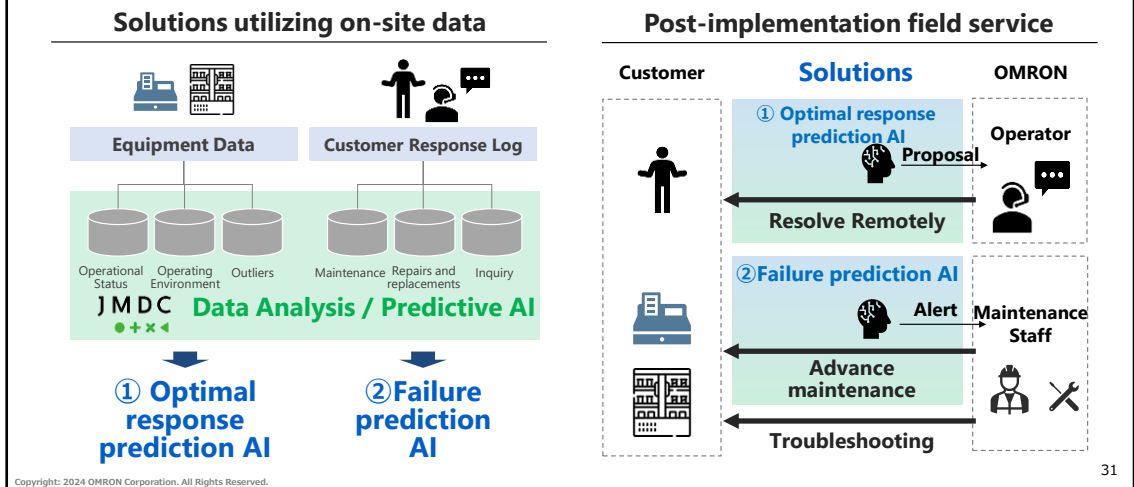 Solutions utilizing on-site data
Equipment Data
Customer Response Log
Operational
Status
Operating
Environment
Outliers
Maintenance
Repairs and
replacements
Inquiry
JMDC
Data Analysis / Predictive AI
① Optimal
response
prediction AI
②Failure
prediction
AI
Post-implementation field service
Customer
Solutions
OMRON
① Optimal response
prediction AI
Proposal
Operator
Resolve Remotely
②Failure prediction AI
Alert
Maintenance
Staff
Advance
maintenance
Troubleshooting
Copyright: 2024 OMRON Corporation. All Rights Reserved.
31